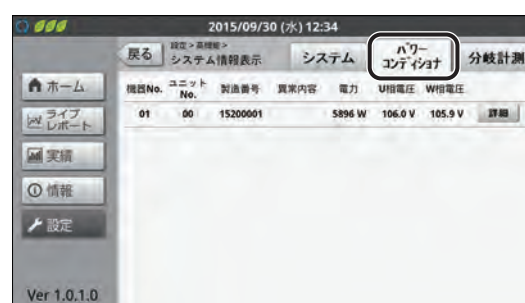 2015/09/30 (水) 12:34
戻る
設定 > 高機能 >
システム情報表示
システム
パワー
コンディショナ
分岐計測
ホーム
ライブ
レポート
実績
情報
設定
Ver 1.0.1.0
機器No. ユニットNo. 製造番号 異常内容 電力 U相電圧 W相電圧
01 00 15200001 5896 W 106.0 V 105.9 V 詳細